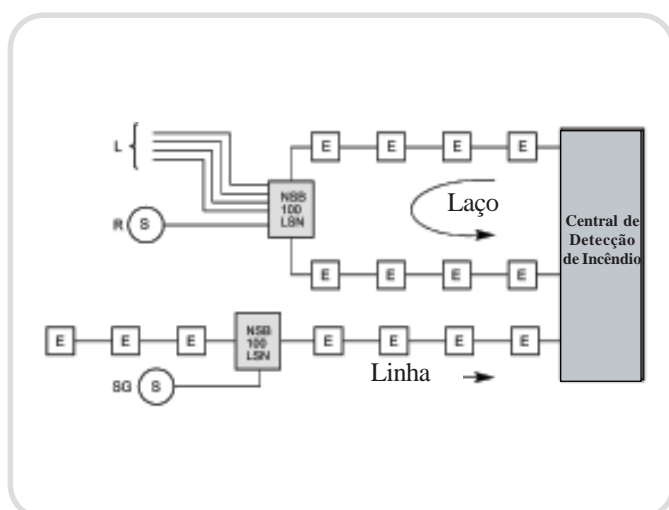 E E E E
L
NSB
100
LSN
R S
Laço
Central de
Detecção
de Incêndio
E E E E
E E E
NSB
100
LSN
E E E E
SG S
Linha